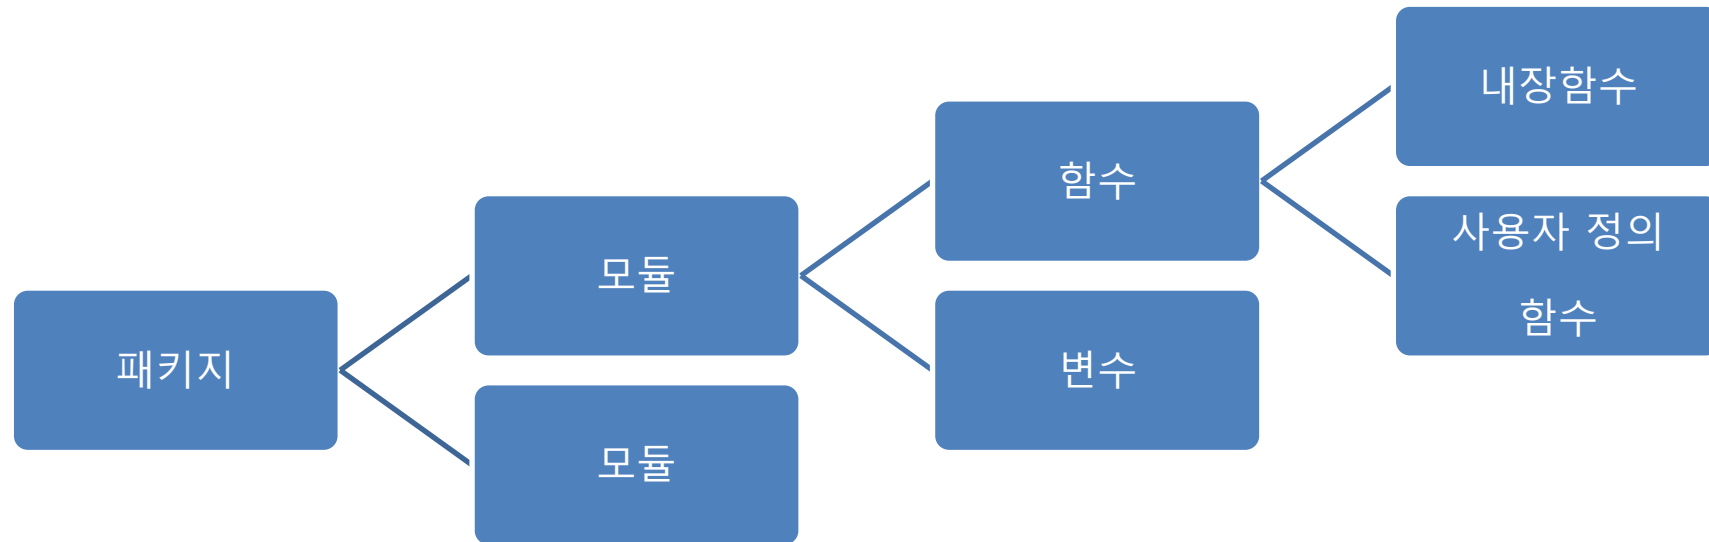 패키지
모듈
모듈
함수
변수
내장함수
사용자 정의
함수